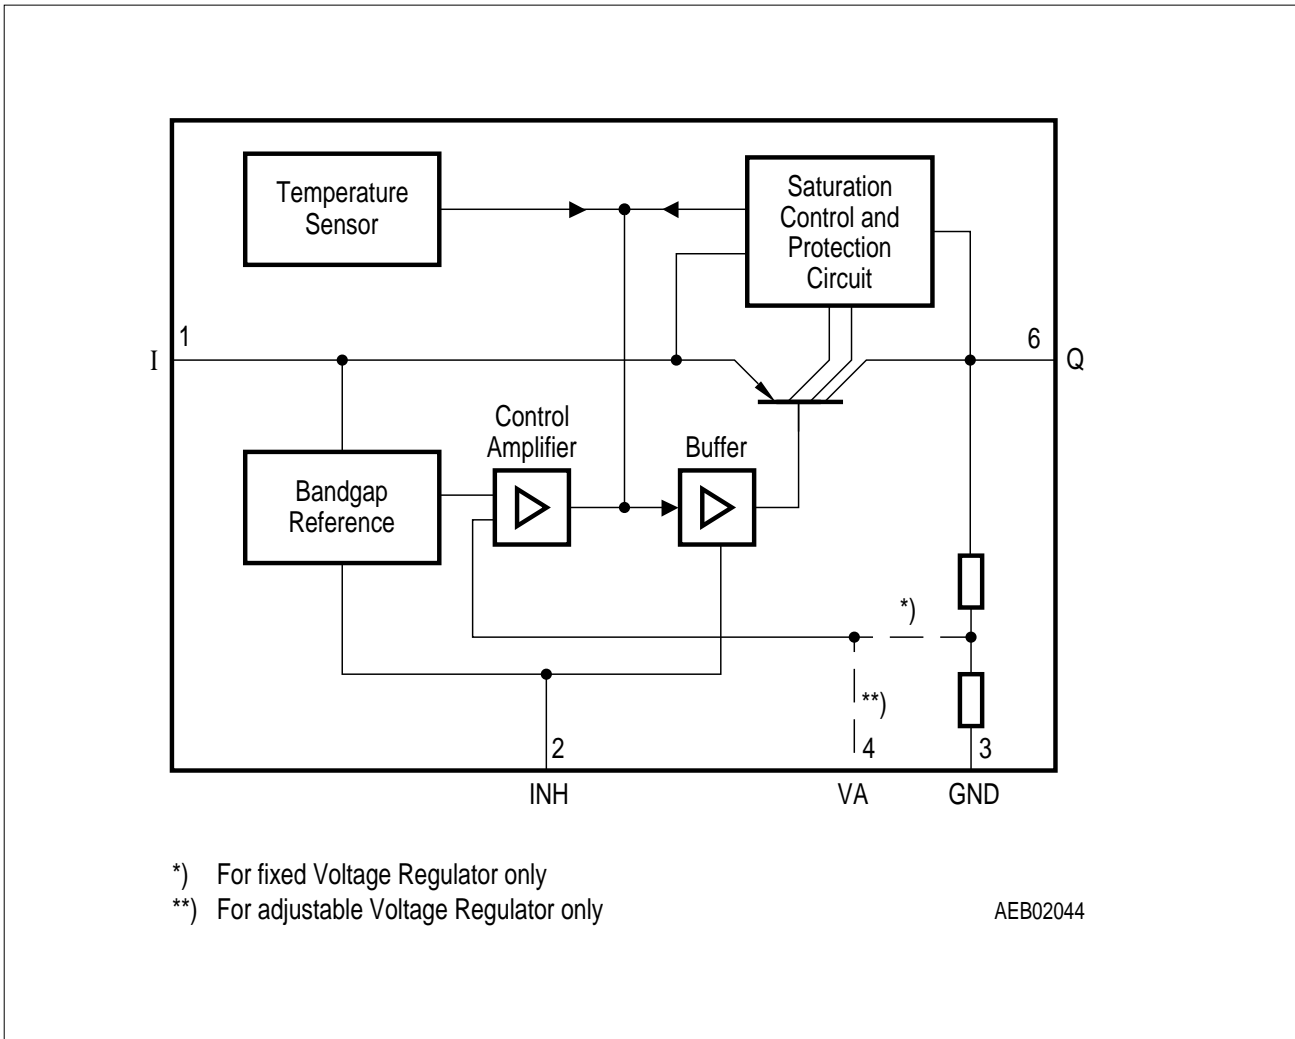 Temperature
Sensor
Saturation
Control and
Protection
Circuit
1
6
I
Q
Control
Amplifier
Buffer
Bandgap
Reference
*)
**)
2
4
3
INH
VA
GND
*) For fixed Voltage Regulator only
**) For adjustable Voltage Regulator only
AEB02044